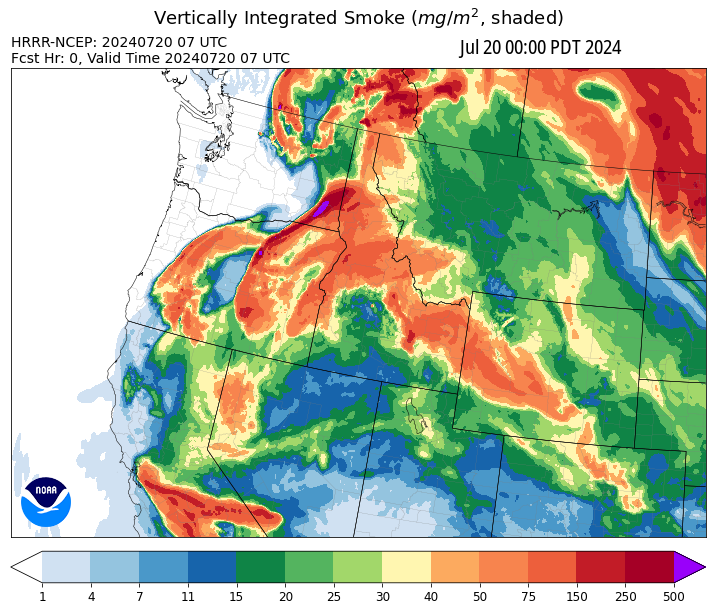 Vertically Integrated Smoke (mg/m², shaded)
HRRR-NCEP: 20240720 07 UTC
Jul 20 00:00 PDT 2024
Fcst Hr: 0, Valid Time 20240720 07 UTC
NOAA
1 4 7 11 15 20 25 30 40 50 75 150 250 500